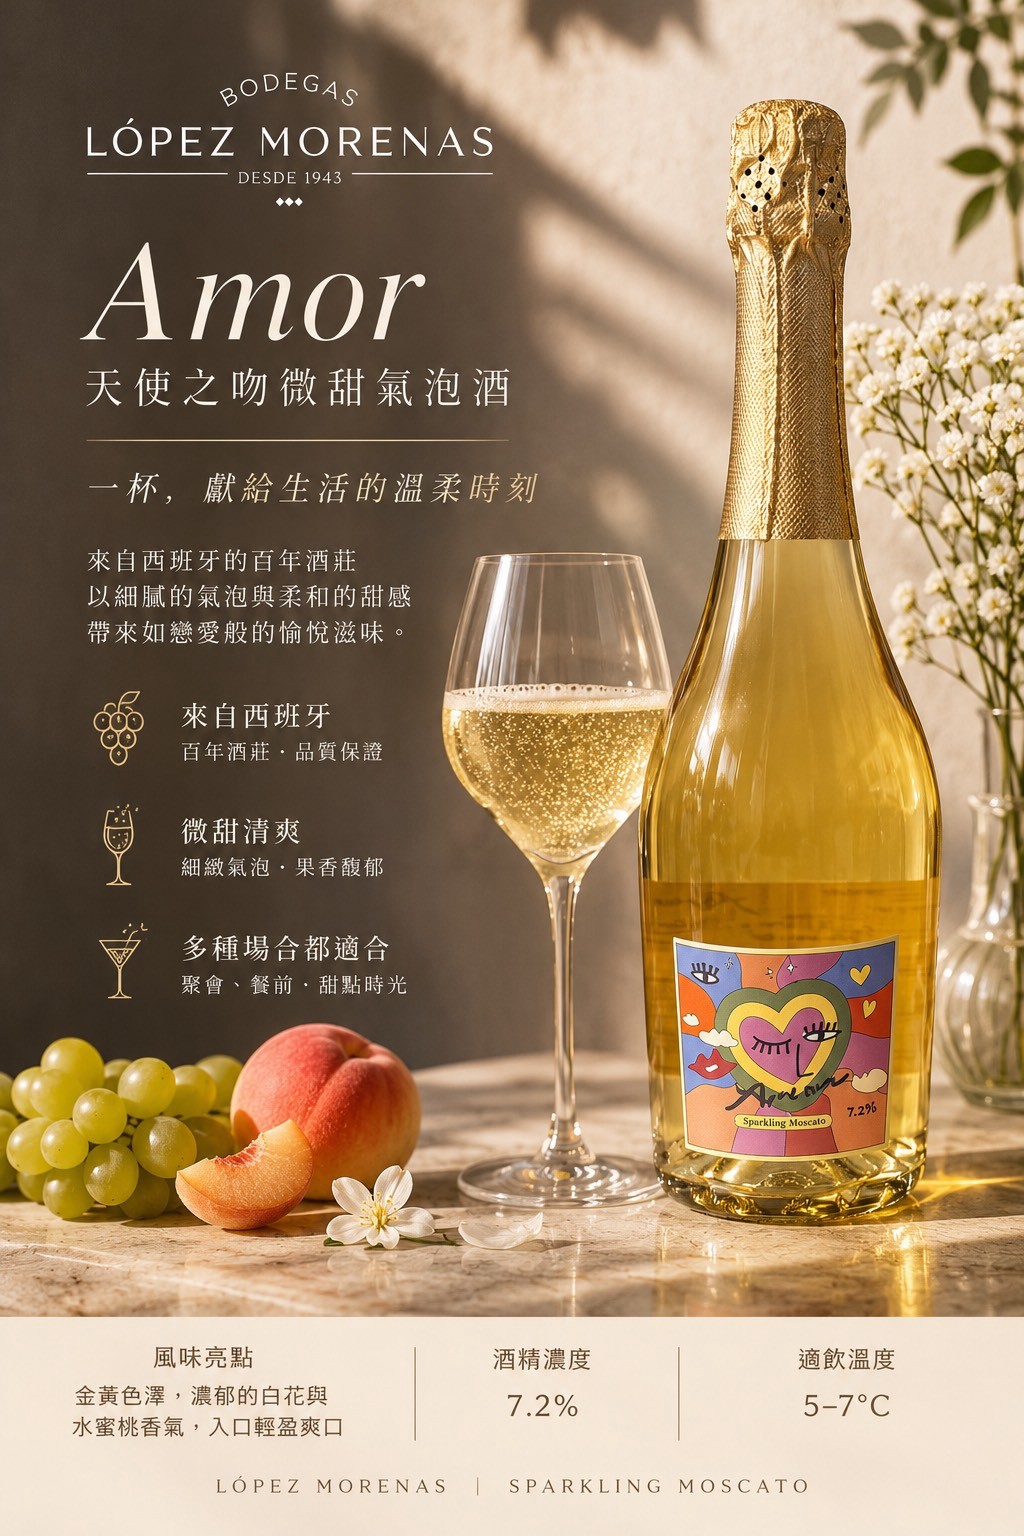 BODEGAS
LÓPEZ MORENAS
DESDE 1943
Amor
天使之吻微甜氣泡酒
一杯，獻給生活的溫柔時刻
來自西班牙的百年酒莊
以細膩的氣泡與柔和的甜感
帶來如戀愛般的愉悅滋味。
來自西班牙
百年酒莊·品質保證
微甜清爽
細緻氣泡·果香馥郁
多種場合都適合
聚會、餐前·甜點時光
Sparkling Moscato
7.2%
風味亮點
金黃色澤，濃郁的白花與
水蜜桃香氣，入口輕盈爽口
酒精濃度
7.2%
適飲溫度
5–7°C
LÓPEZ MORENAS | SPARKLING MOSCATO